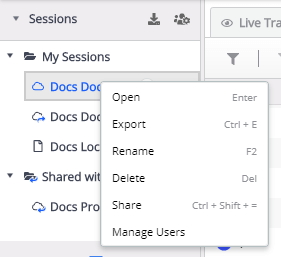 Sessions
Live Tra
My Sessions
Docs Doc
Open Enter
Export Ctrl + E
Docs Doc
Rename F2
Docs Loc
Delete Del
Shared wit
Share Ctrl + Shift + =
Docs Pro
Manage Users